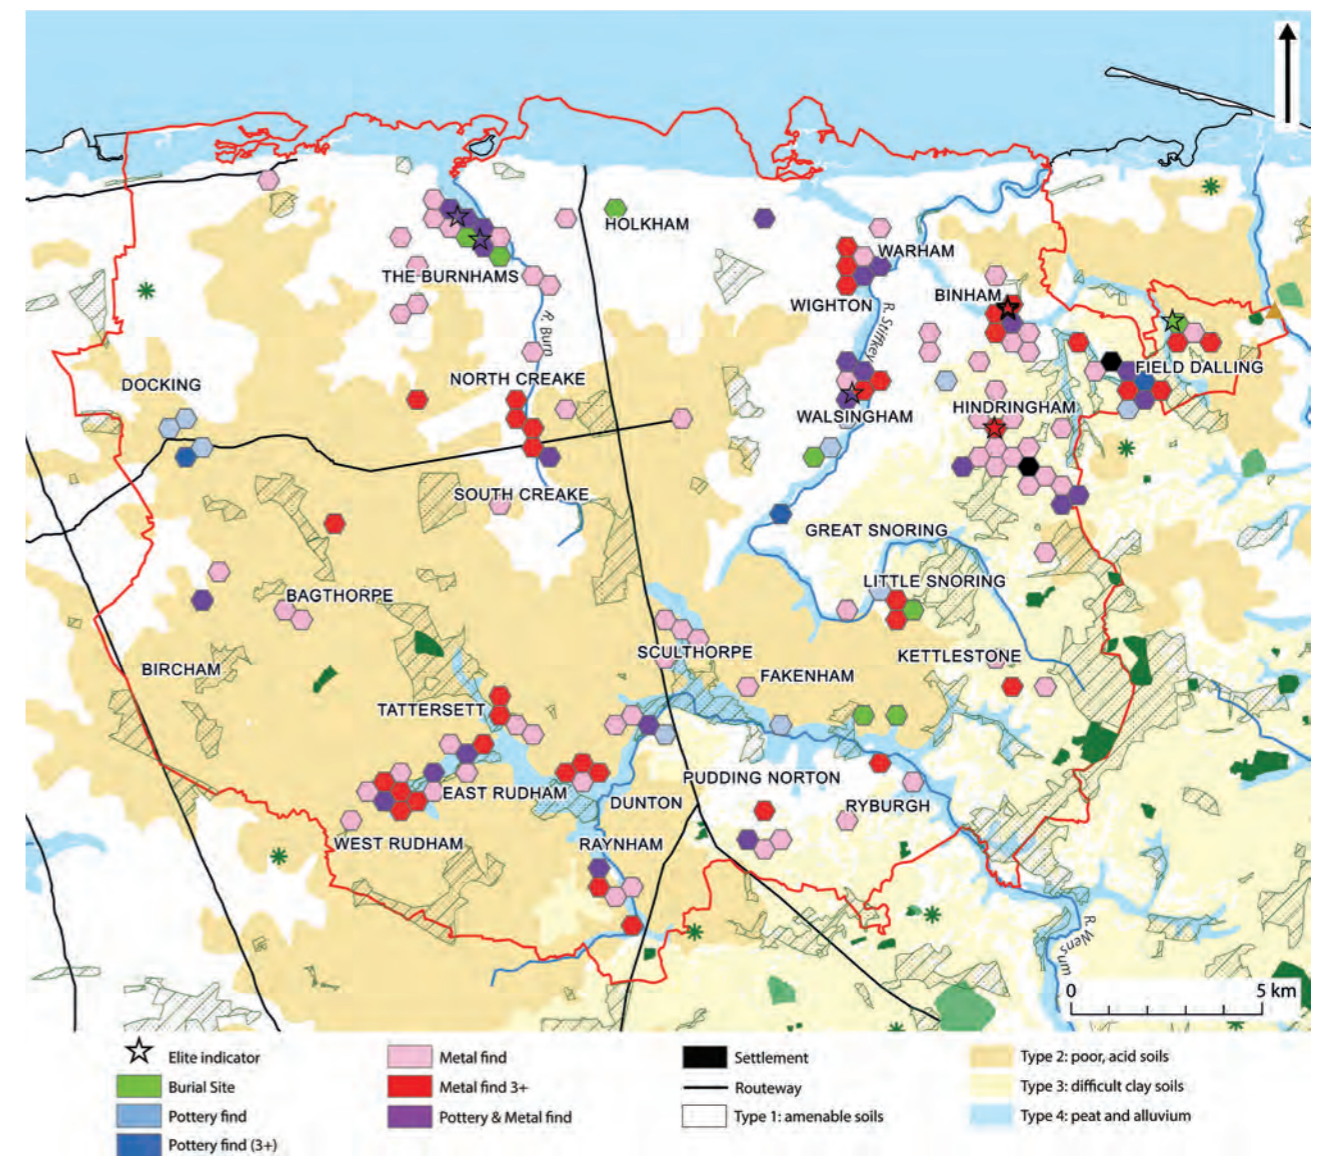 HOLKHAM
WARHAM
THE BURNHAMS
BINHAM
WIGHTON
R. Burn
R. Stiffkey
FIELD DALLING
NORTH CREAKE
DOCKING
HINDRINGHAM
WALSINGHAM
SOUTH CREAKE
GREAT SNORING
LITTLE SNORING
BAGTHORPE
SCULTHORPE
KETTLESTONE
BIRCHAM
FAKENHAM
TATTERSETT
PUDDING NORTON
EAST RUDHAM
DUNTON
RYBURGH
WEST RUDHAM
RAYNHAM
R. Wensum
0 5 km
Elite indicator
Burial Site
Pottery find
Pottery find (3+)
Metal find
Metal find 3+
Pottery & Metal find
Settlement
Routeway
Type 1: amenable soils
Type 2: poor, acid soils
Type 3: difficult clay soils
Type 4: peat and alluvium